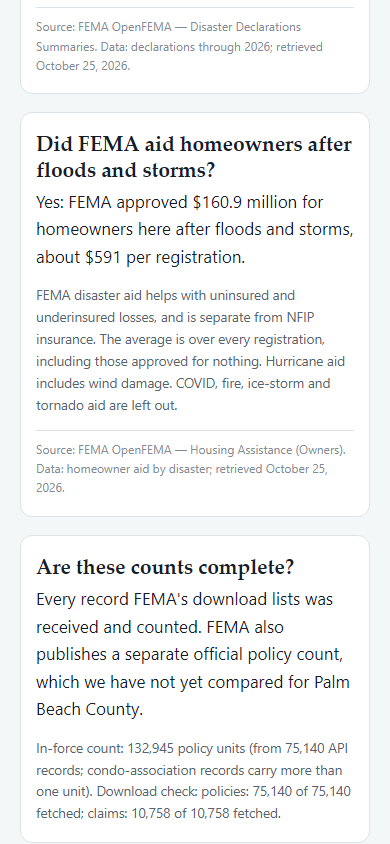 Source: FEMA OpenFEMA — Disaster Declarations
Summaries. Data: declarations through 2026; retrieved
October 25, 2026.
Did FEMA aid homeowners after
floods and storms?
Yes: FEMA approved $160.9 million for
homeowners here after floods and storms,
about $591 per registration.
FEMA disaster aid helps with uninsured and
underinsured losses, and is separate from NFIP
insurance. The average is over every registration,
including those approved for nothing. Hurricane aid
includes wind damage. COVID, fire, ice-storm and
tornado aid are left out.
Source: FEMA OpenFEMA — Housing Assistance (Owners).
Data: homeowner aid by disaster; retrieved October 25,
2026.
Are these counts complete?
Every record FEMA's download lists was
received and counted. FEMA also
publishes a separate official policy count,
which we have not yet compared for Palm
Beach County.
In-force count: 132,945 policy units (from 75,140 API
records; condo-association records carry more than
one unit). Download check: policies: 75,140 of 75,140
fetched; claims: 10,758 of 10,758 fetched.